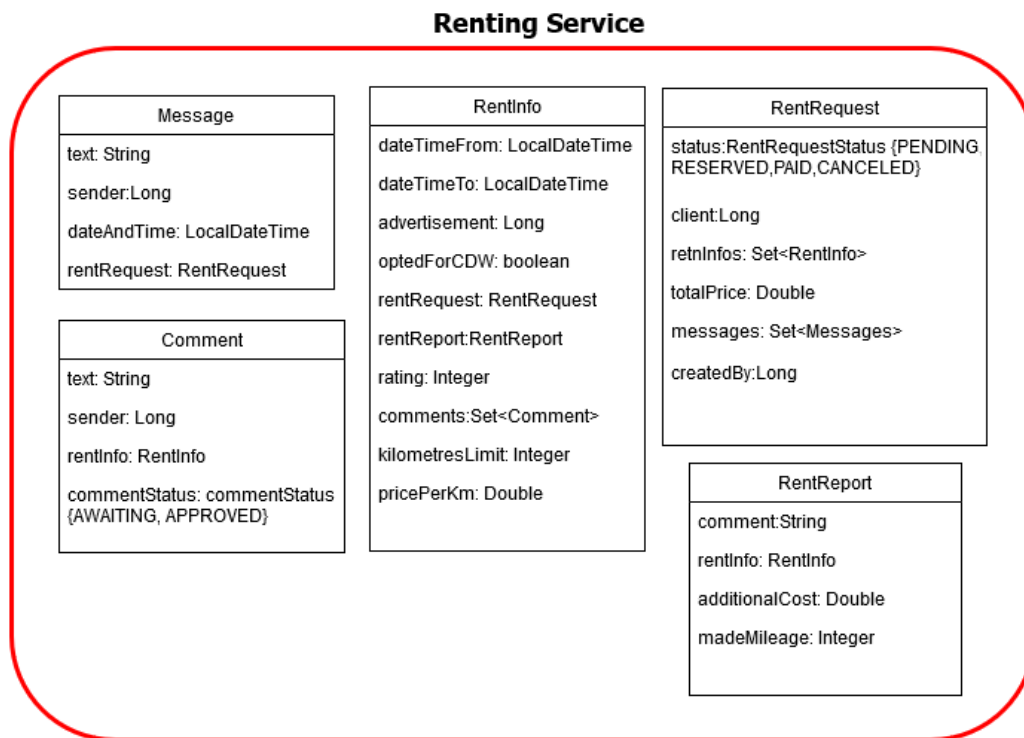 Renting Service
Message
text: String
sender:Long
dateAndTime: LocalDateTime
rentRequest: RentRequest
Comment
text: String
sender: Long
rentInfo: RentInfo
commentStatus: commentStatus
{AWAITING, APPROVED}
RentInfo
dateTimeFrom: LocalDateTime
dateTimeTo: LocalDateTime
advertisement: Long
optedForCDW: boolean
rentRequest: RentRequest
rentReport:RentReport
rating: Integer
comments:Set<Comment>
kilometresLimit: Integer
pricePerKm: Double
RentRequest
status:RentRequestStatus {PENDING,
RESERVED,PAID,CANCELED}
client:Long
retnInfos: Set<RentInfo>
totalPrice: Double
messages: Set<Messages>
createdBy:Long
RentReport
comment:String
rentInfo: RentInfo
additionalCost: Double
madeMileage: Integer